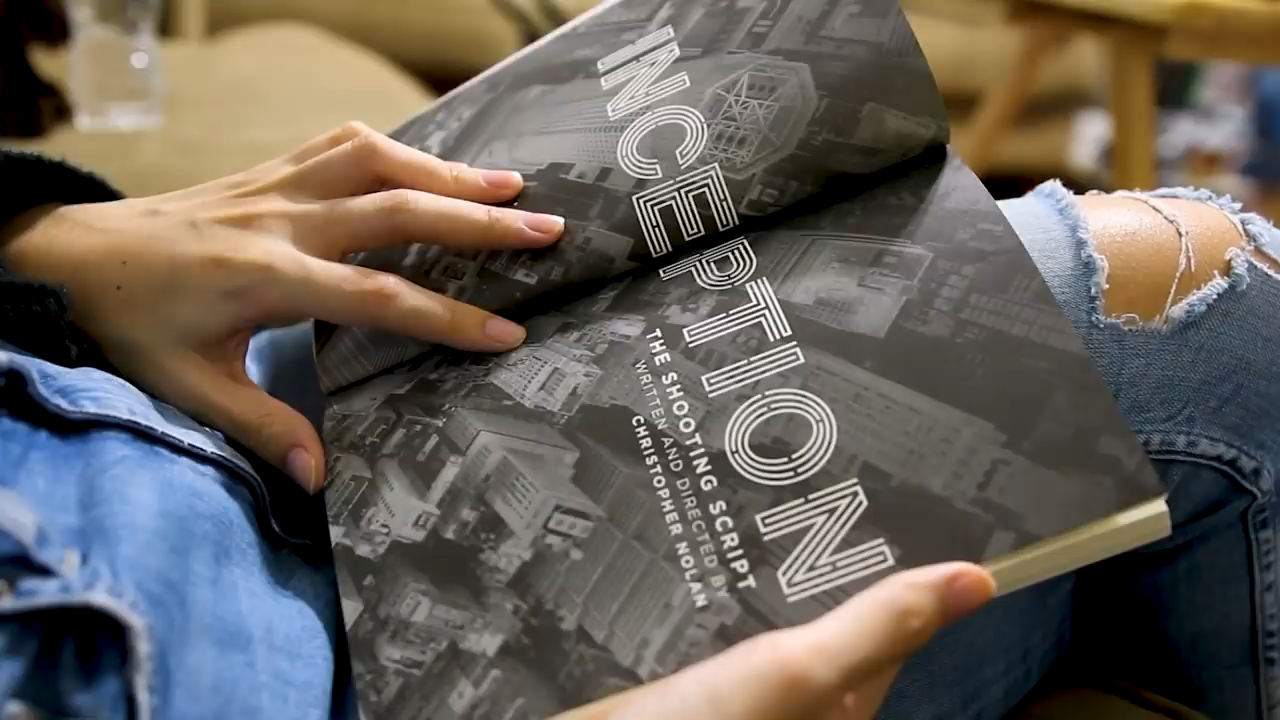 INCEPTION
THE SHOOTING SCRIPT
WRITTEN AND DIRECTED BY
CHRISTOPHER NOLAN